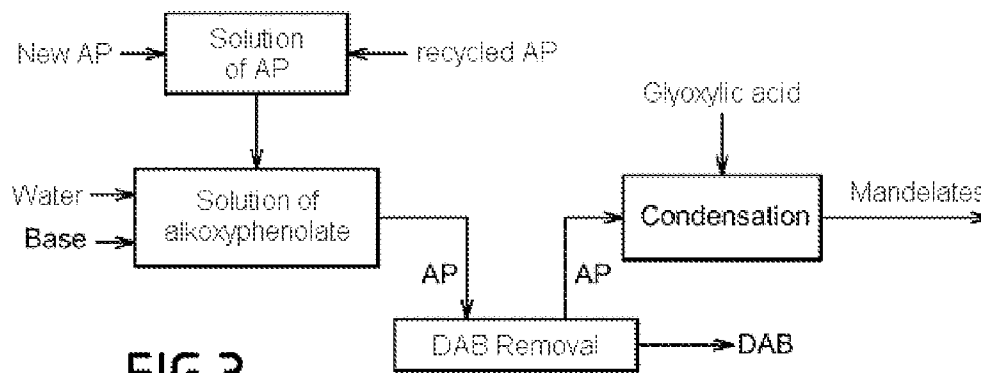 New AP
Solution
of AP
recycled AP
Glyoxylic acid
Water
Base
Solution of
alkoxyphenolate
Condensation
Mandelates
AP
AP
DAB Removal
DAB
FIG.